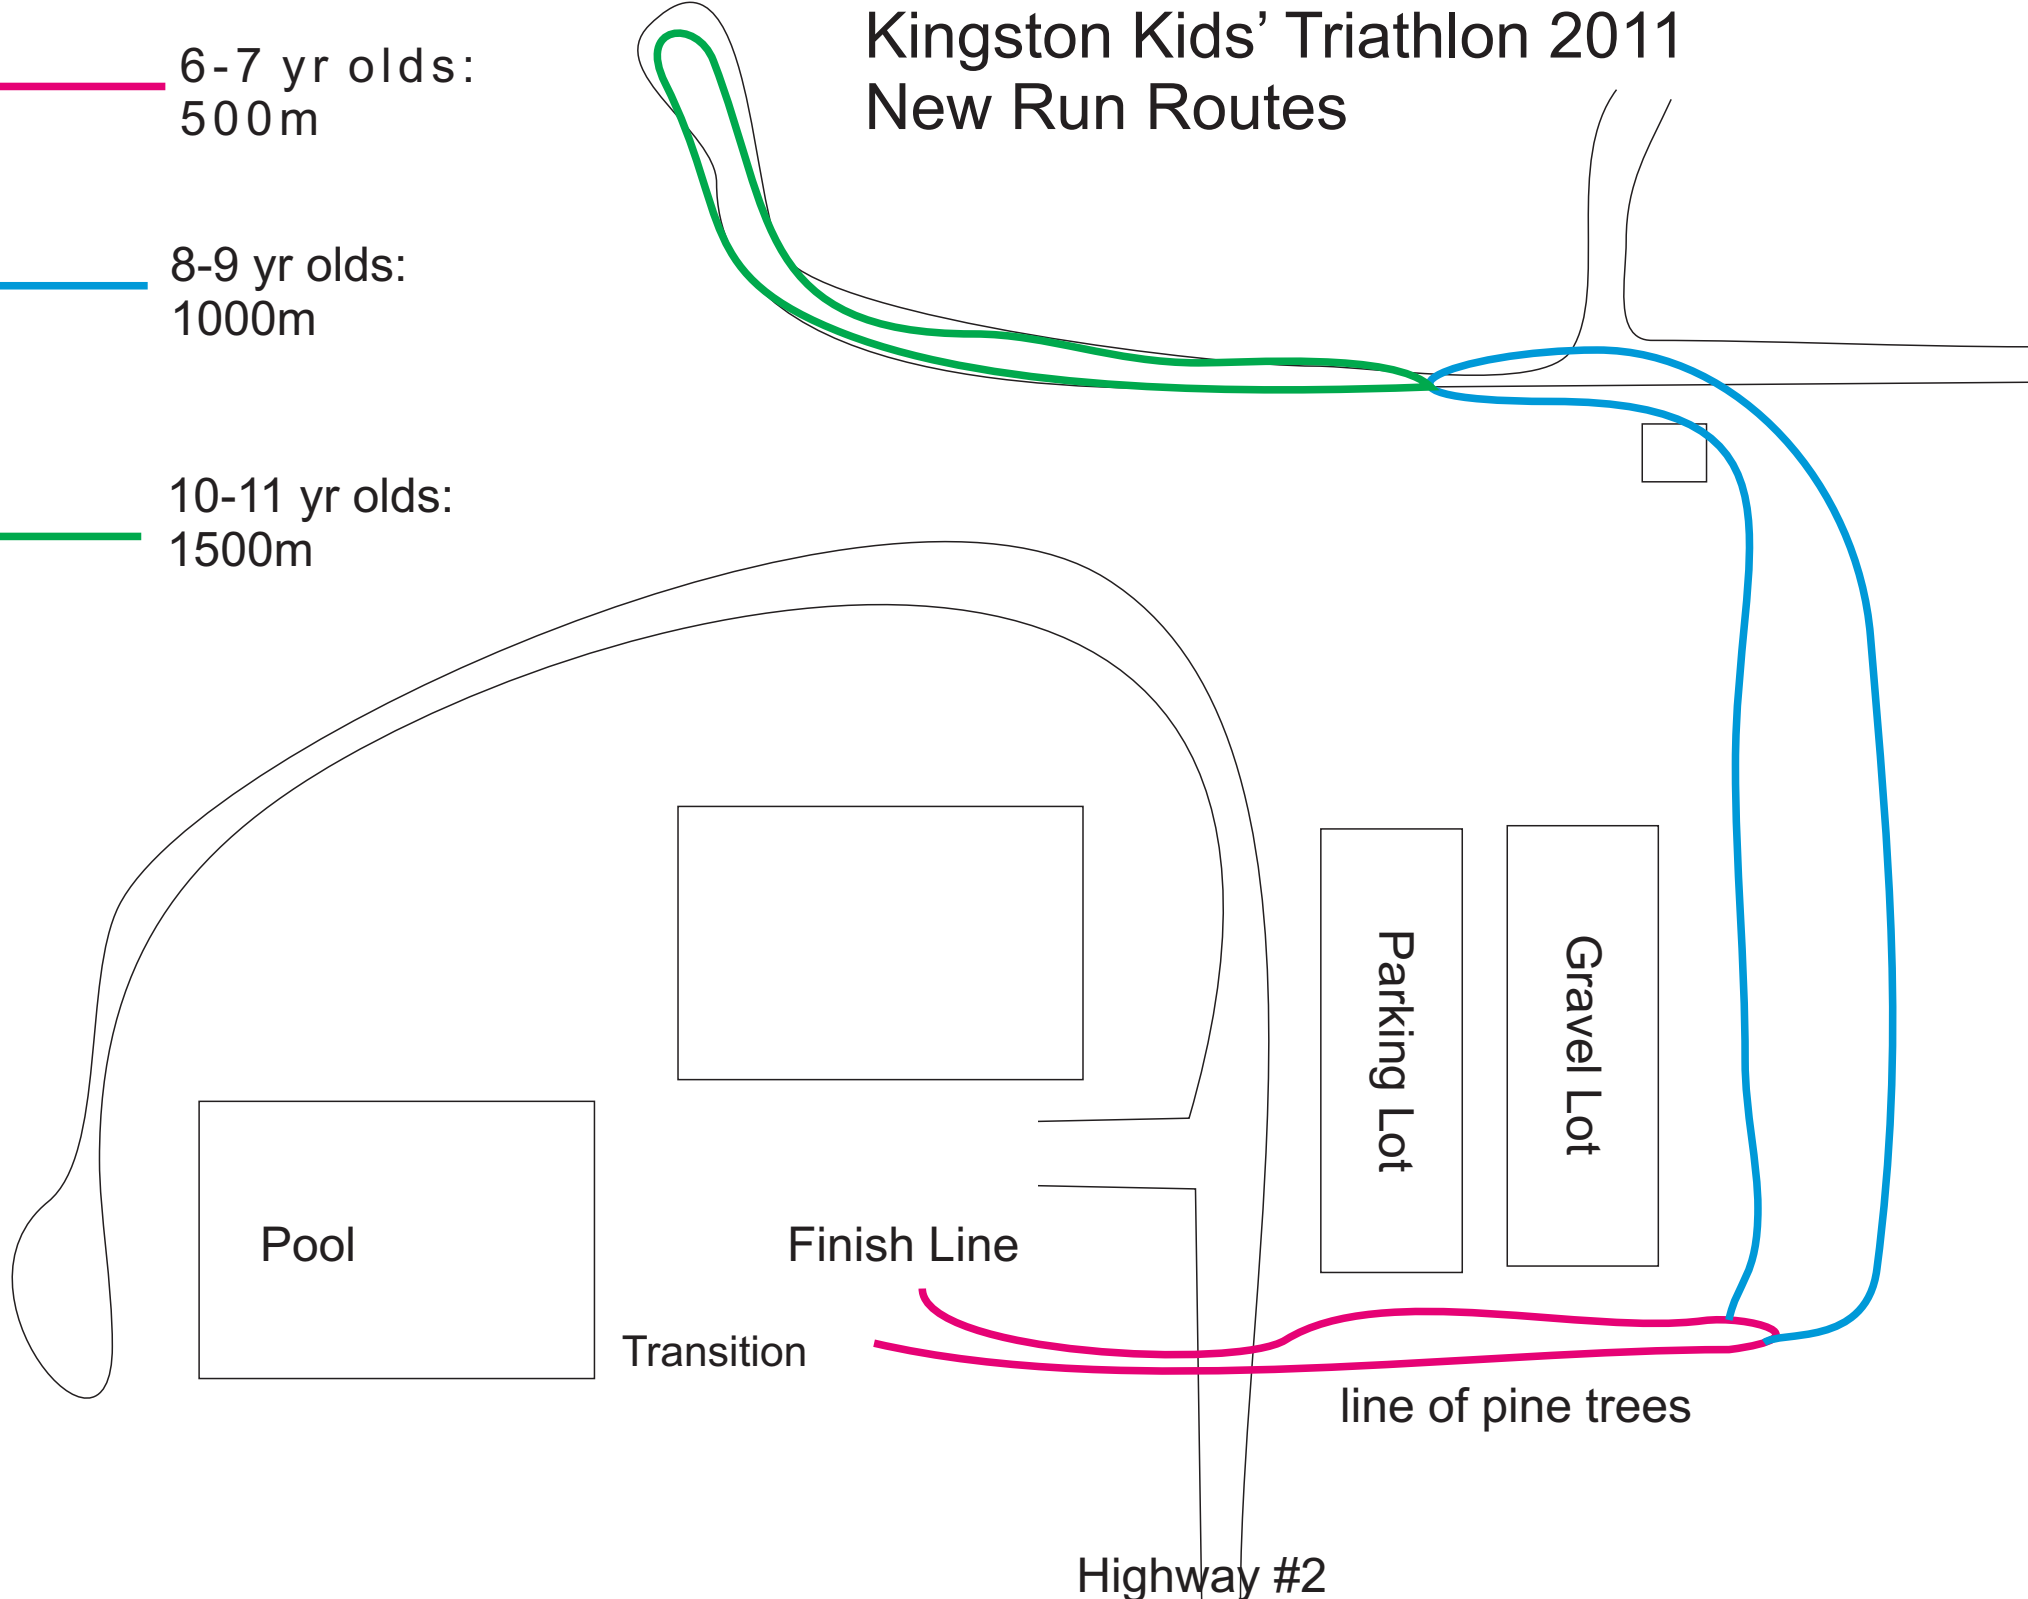 Kingston Kids' Triathlon 2011
New Run Routes
6-7 yr olds:
500m
8-9 yr olds:
1000m
10-11 yr olds:
1500m
Parking Lot
Gravel Lot
Pool
Finish Line
Transition
line of pine trees
Highway #2